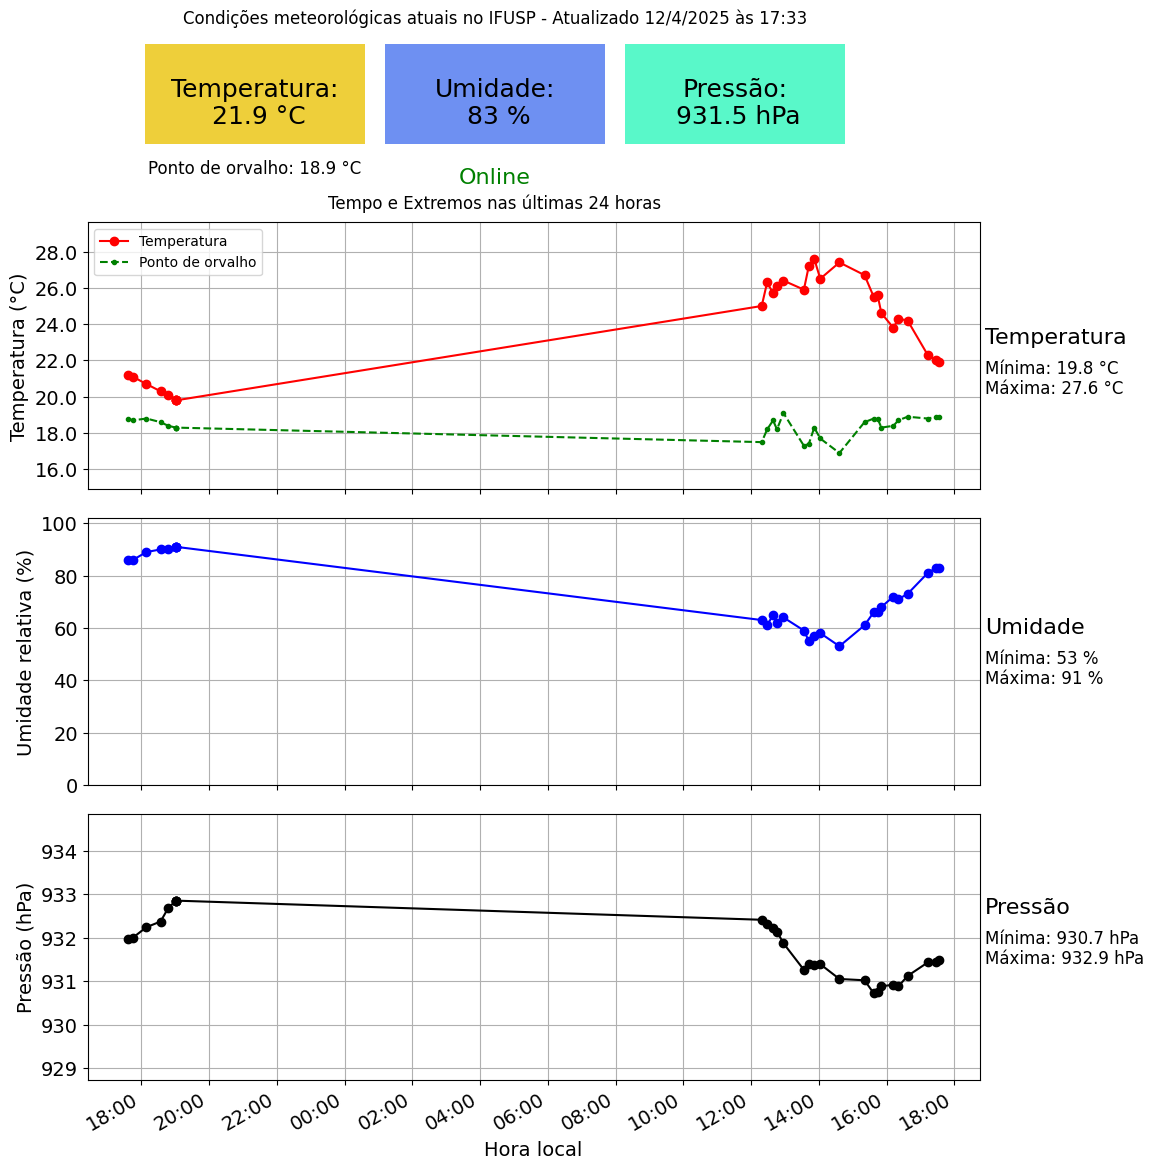 Condições meteorológicas atuais no IFUSP - Atualizado 12/4/2025 às 17:33
Temperatura:
21.9 °C
Umidade:
83 %
Pressão:
931.5 hPa
Ponto de orvalho: 18.9 °C
Online
Tempo e Extremos nas últimas 24 horas
Temperatura (°C)
28.0
26.0
24.0
22.0
20.0
18.0
16.0
Temperatura
Ponto de orvalho
Temperatura
Mínima: 19.8 °C
Máxima: 27.6 °C
Umidade relativa (%)
100
80
60
40
20
0
Umidade
Mínima: 53 %
Máxima: 91 %
Pressão (hPa)
934
933
932
931
930
929
Pressão
Mínima: 930.7 hPa
Máxima: 932.9 hPa
18:00 20:00 22:00 00:00 02:00 04:00 06:00 08:00 10:00 12:00 14:00 16:00 18:00
Hora local